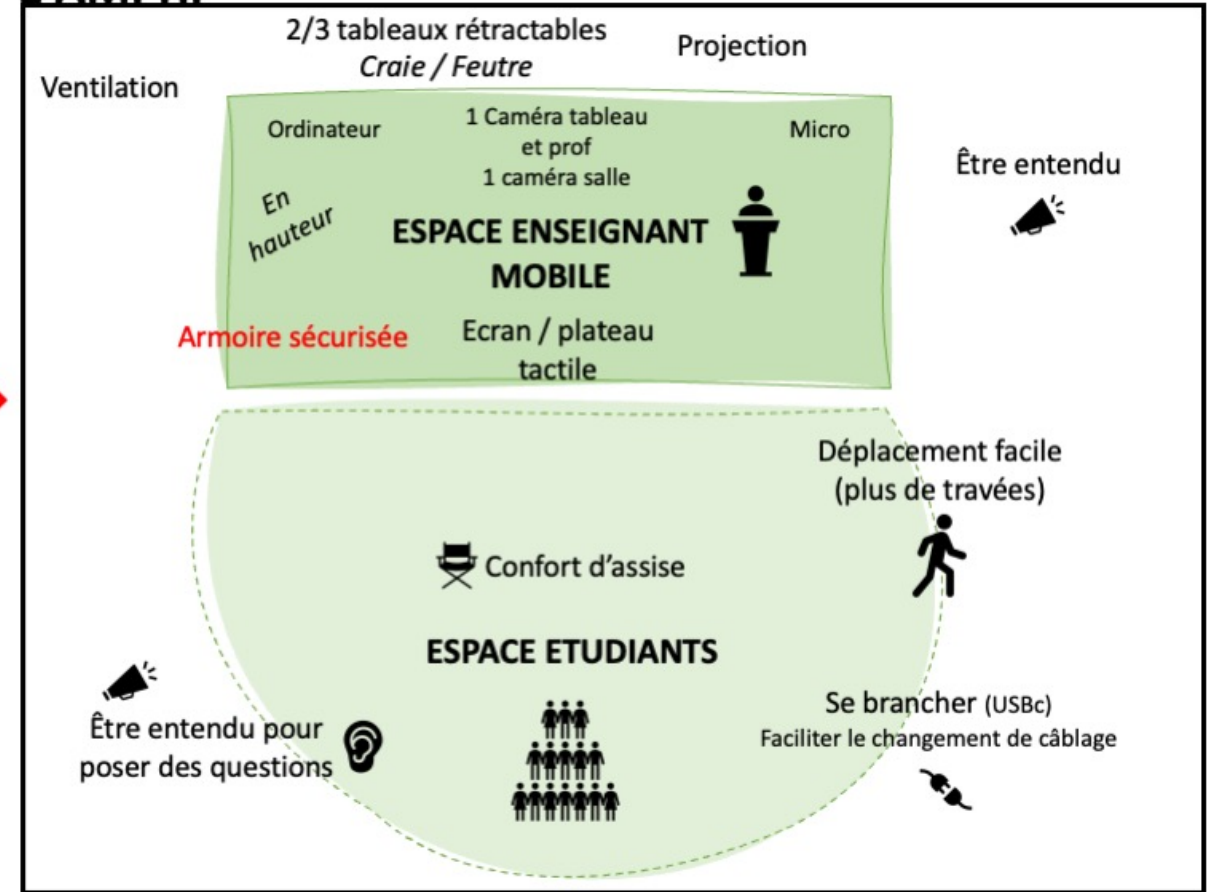 2/3 tableaux rétractables
Craie / Feutre
Projection
Ventilation
Ordinateur
1 Caméra tableau
et prof
1 caméra salle
Micro
Être entendu
En
hauteur
ESPACE ENSEIGNANT
MOBILE
Armoire sécurisée
Ecran / plateau
tactile
Déplacement facile
(plus de travées)
Confort d'assise
ESPACE ETUDIANTS
Être entendu pour
poser des questions
Se brancher (USBc)
Faciliter le changement de câblage